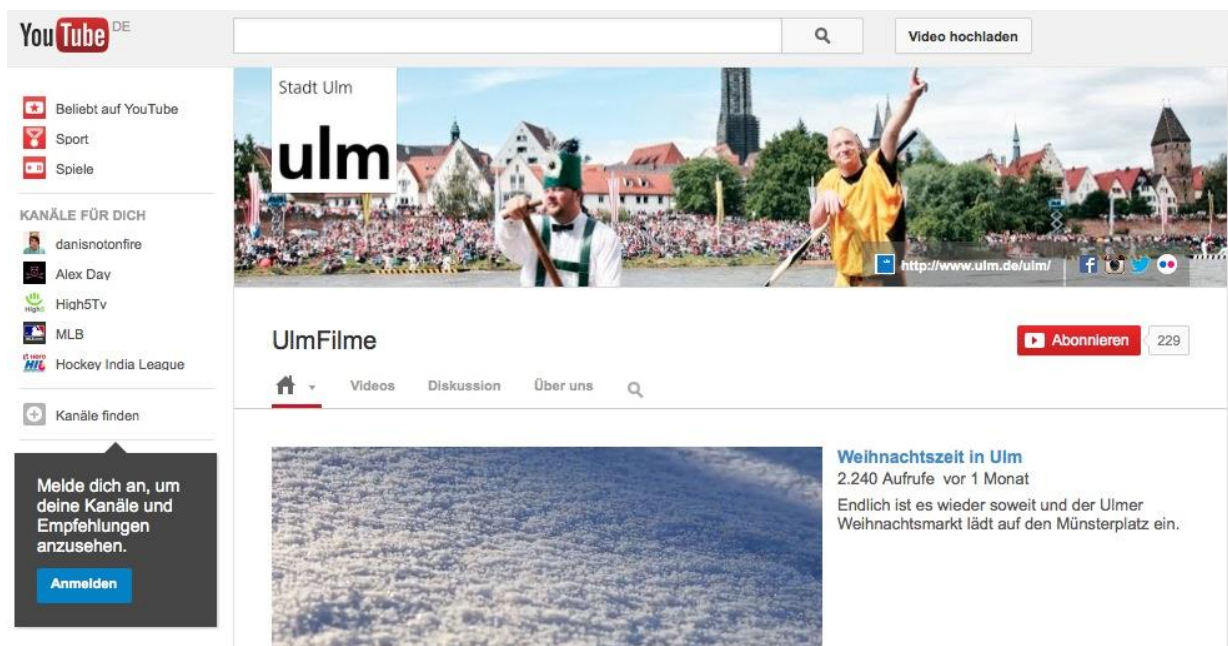 YouTube DE
Video hochladen
Beliebt auf YouTube
Sport
Spiele
KANÄLE FÜR DICH
danisnotonfire
Alex Day
High5Tv
MLB
Hockey India League
Kanäle finden
Melde dich an, um
deine Kanäle und
Empfehlungen
anzusehen.
Anmelden
Stadt Ulm
ulm
http://www.ulm.de/ulm/
UlmFilme
Abonnieren 229
Videos Diskussion Über uns
Weihnachtszeit in Ulm
2.240 Aufrufe vor 1 Monat
Endlich ist es wieder soweit und der Ulmer
Weihnachtsmarkt lädt auf den Münsterplatz ein.